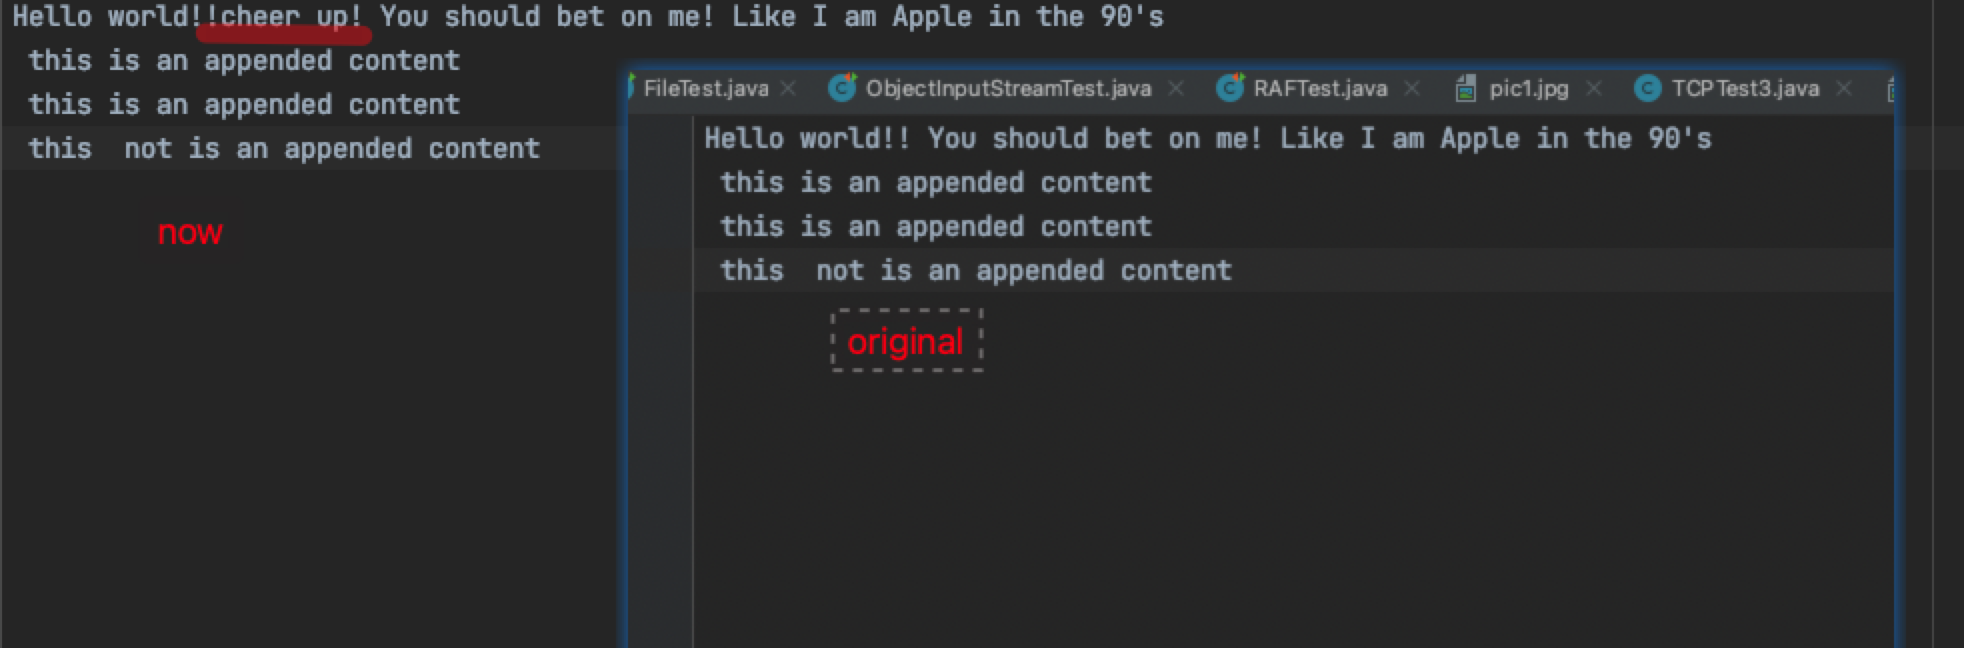 Hello world!!cheer up! You should bet on me! Like I am Apple in the 90's
this is an appended content
this is an appended content
this  not is an appended content
now
FileTest.java
ObjectInputStreamTest.java
RAFTest.java
pic1.jpg
TCPTest3.java
Hello world!! You should bet on me! Like I am Apple in the 90's
this is an appended content
this is an appended content
this  not is an appended content
original